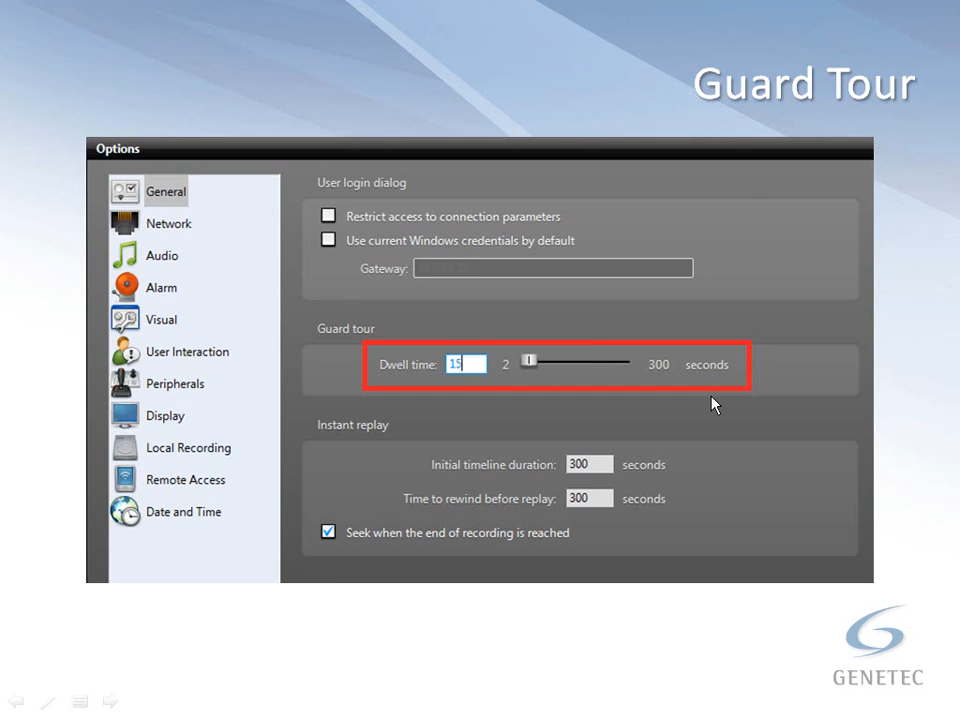 Guard Tour
Options
General
Network
Audio
Alarm
Visual
User Interaction
Peripherals
Display
Local Recording
Remote Access
Date and Time
User login dialog
Restrict access to connection parameters
Use current Windows credentials by default
Gateway:
Guard tour
Dwell time: 15 2 300 seconds
Instant replay
Initial timeline duration: 300 seconds
Time to rewind before replay: 300 seconds
Seek when the end of recording is reached
GENETEC